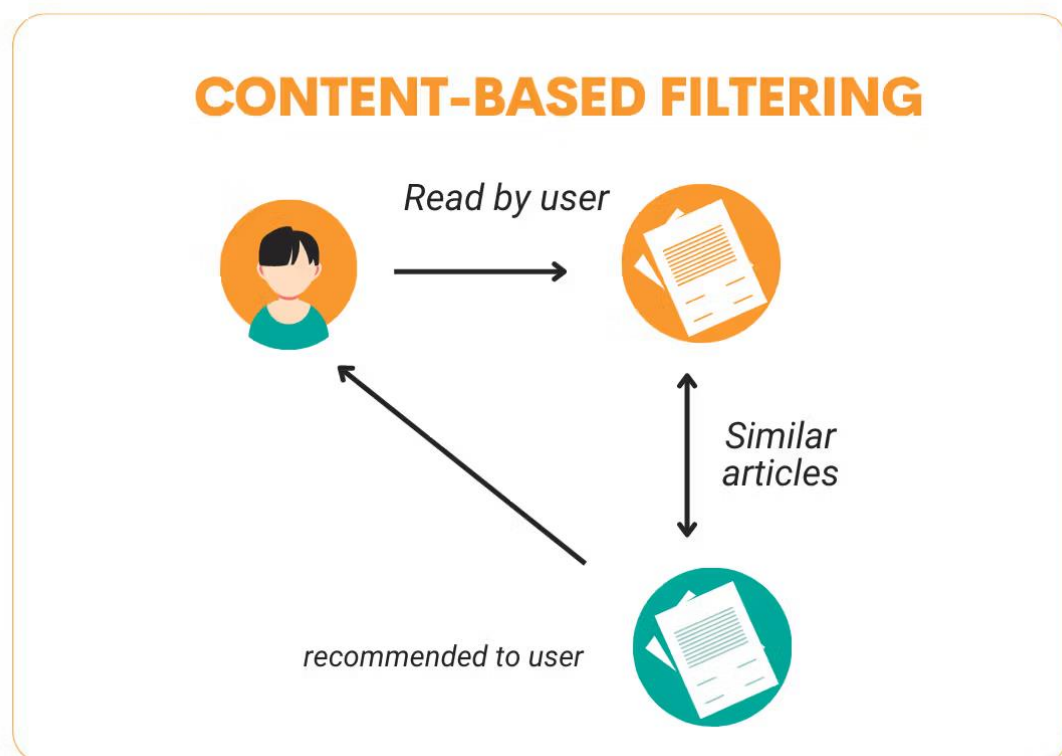 CONTENT-BASED FILTERING
Read by user
Similar
articles
recommended to user